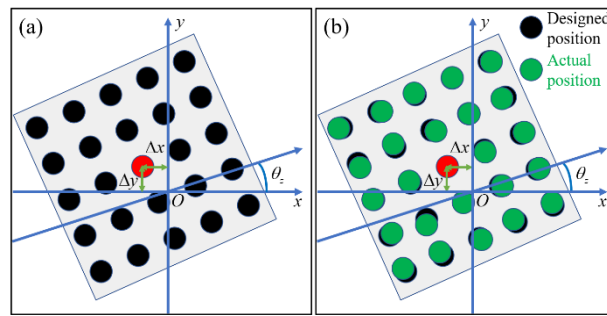 (a)
y
Δx
Δy
θz
O
x
(b)
y
Designed
position
Actual
position
Δx
Δy
θz
O
x